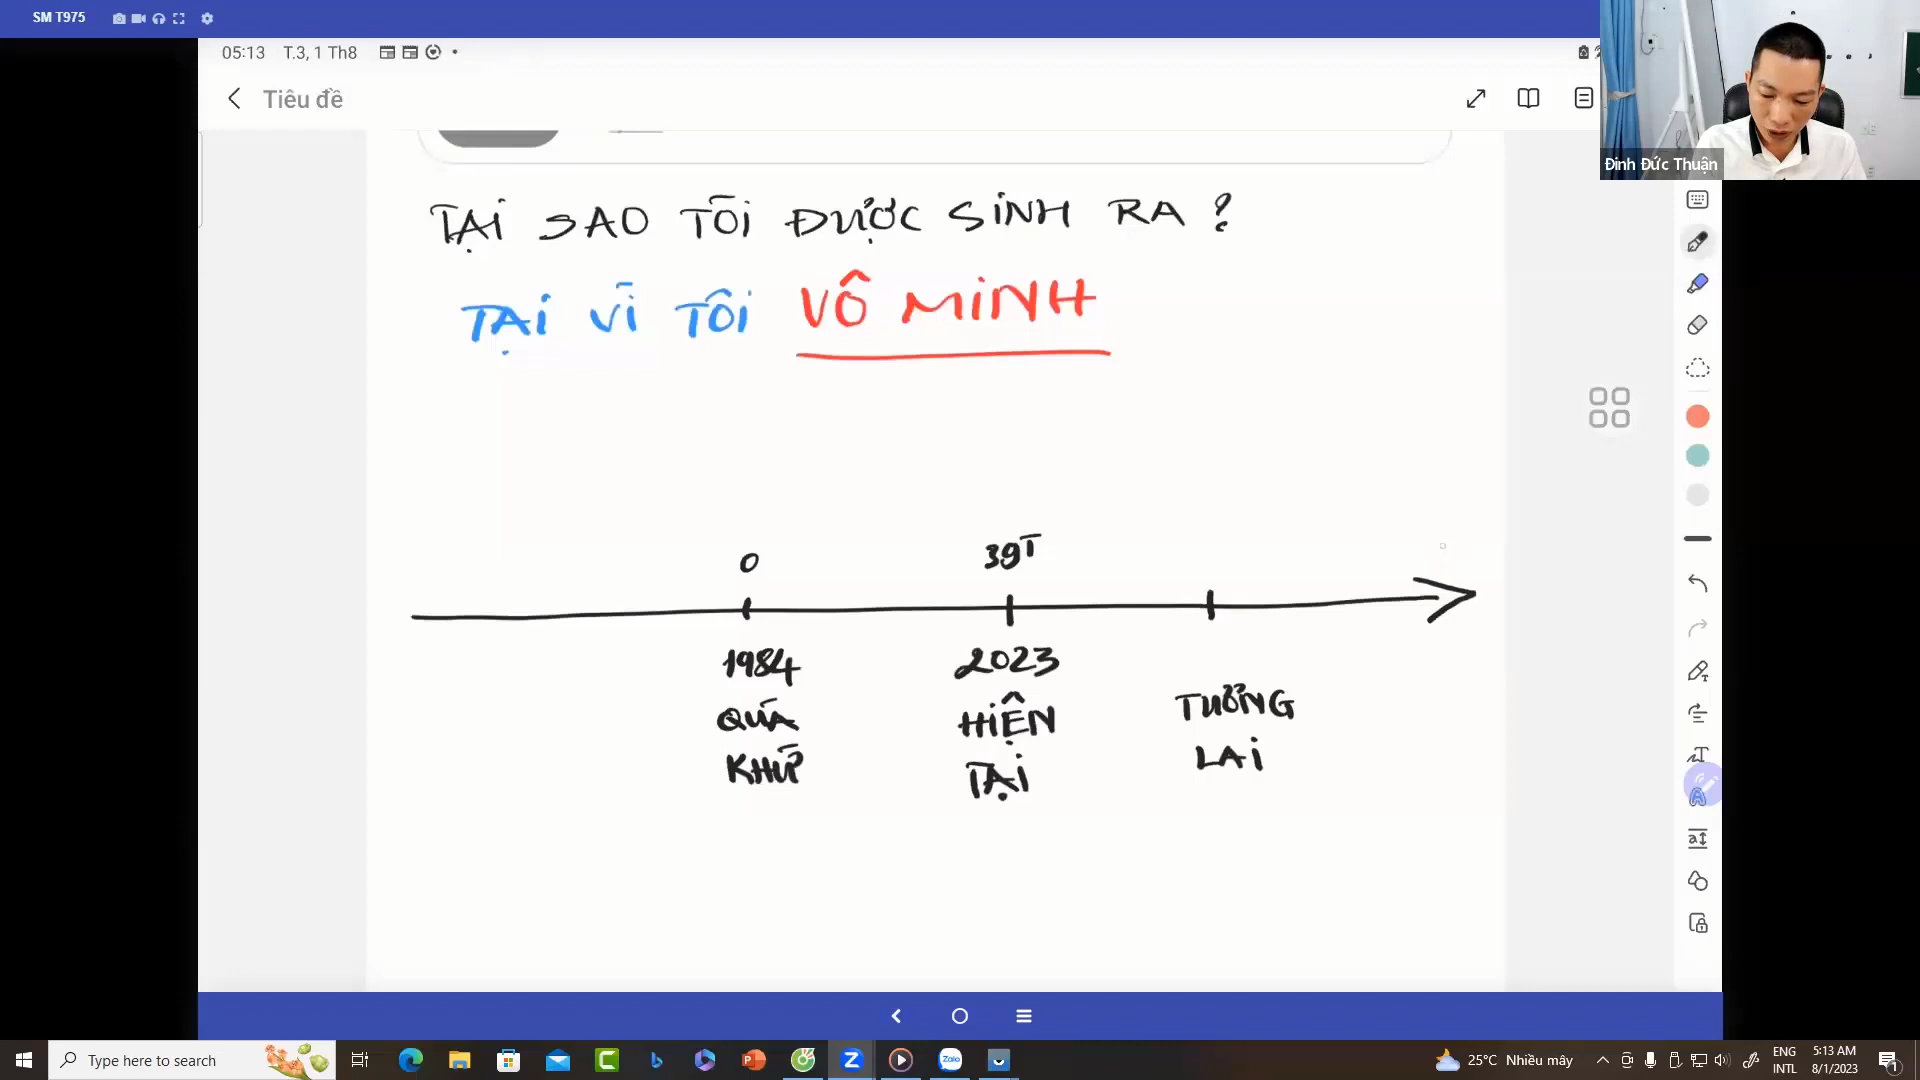 SM T975
05:13 T.3, 1 Th8
Tiêu đề
Đinh Đức Thuận
TẠI SAO TÔI ĐƯỢC SINH RA ?
TẠI VÌ TÔI VÔ MINH
0 39T
1984 2023
QUÁ KHỨ
HIỆN TẠI
TƯƠNG LAI
Type here to search
Zalo
25°C Nhiều mây
ENG
INTL
5:13 AM
8/1/2023
1